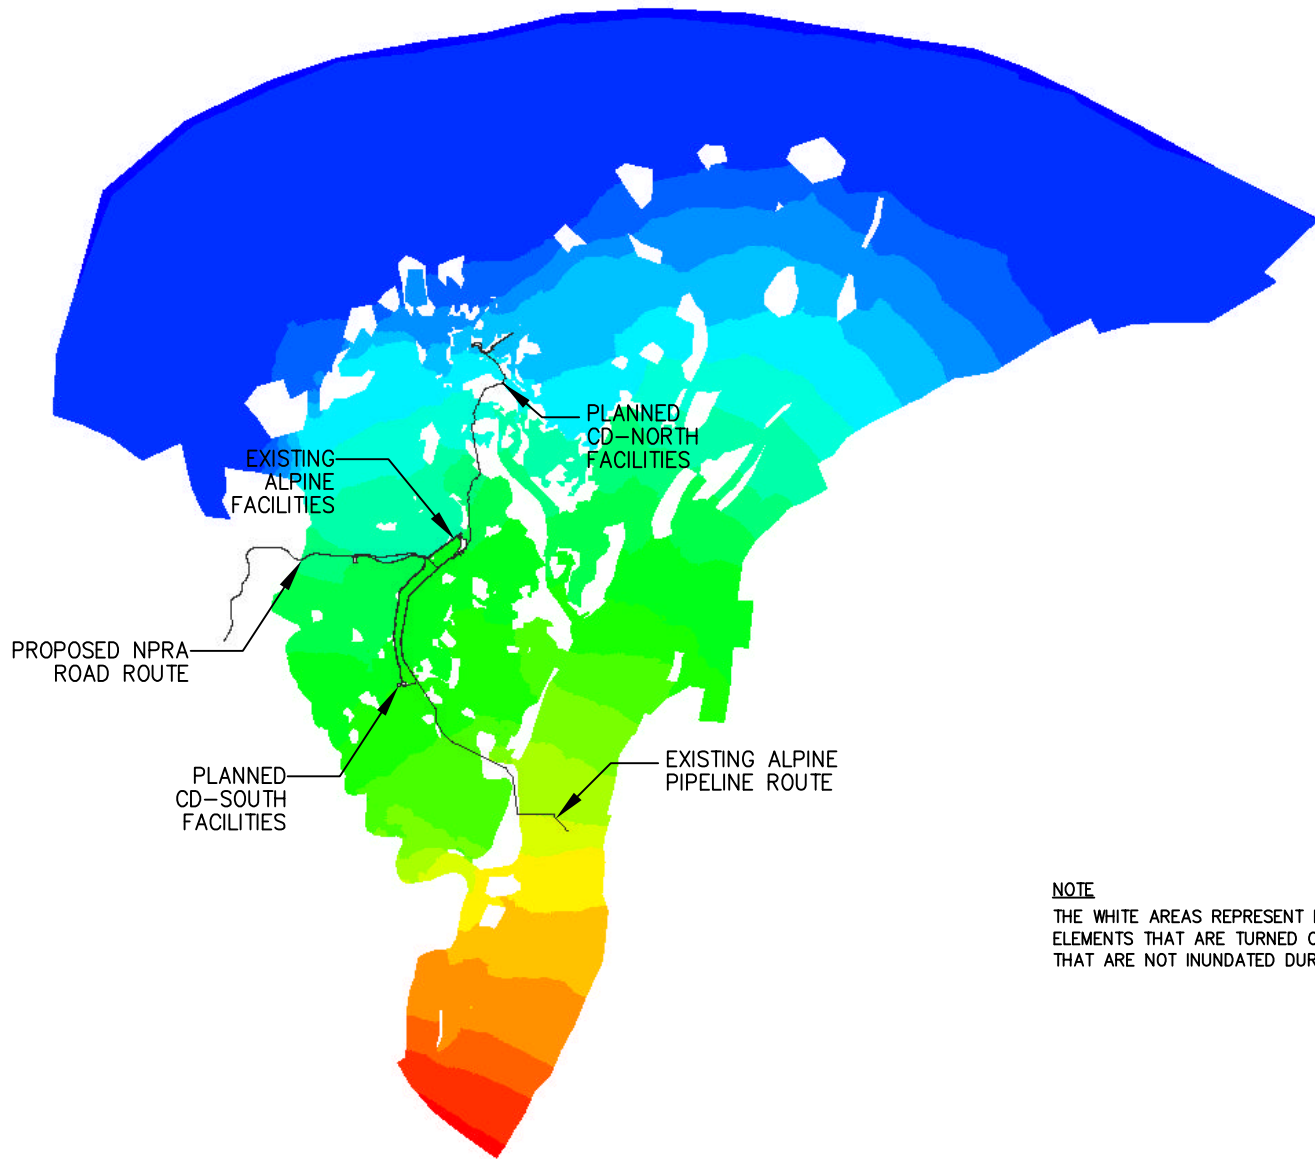 PLANNED
CD-NORTH
FACILITIES
EXISTING
ALPINE
FACILITIES
PROPOSED NPRA
ROAD ROUTE
PLANNED
CD-SOUTH
FACILITIES
EXISTING ALPINE
PIPELINE ROUTE
NOTE
THE WHITE AREAS REPRESENT
ELEMENTS THAT ARE TURNED
THAT ARE NOT INUNDATED